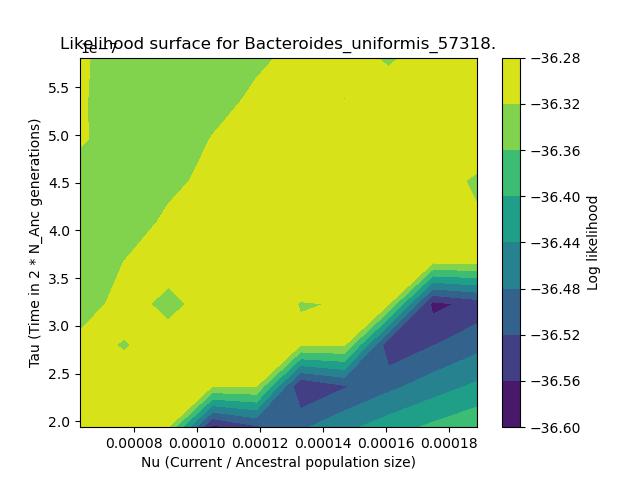 Likelihood surface for Bacteroides_uniformis_57318.
1e−7
5.5
5.0
4.5
4.0
3.5
3.0
2.5
2.0
Tau (Time in 2 * N_Anc generations)
0.00008 0.00010 0.00012 0.00014 0.00016 0.00018
Nu (Current / Ancestral population size)
−36.28
−36.32
−36.36
−36.40
−36.44
−36.48
−36.52
−36.56
−36.60
Log likelihood